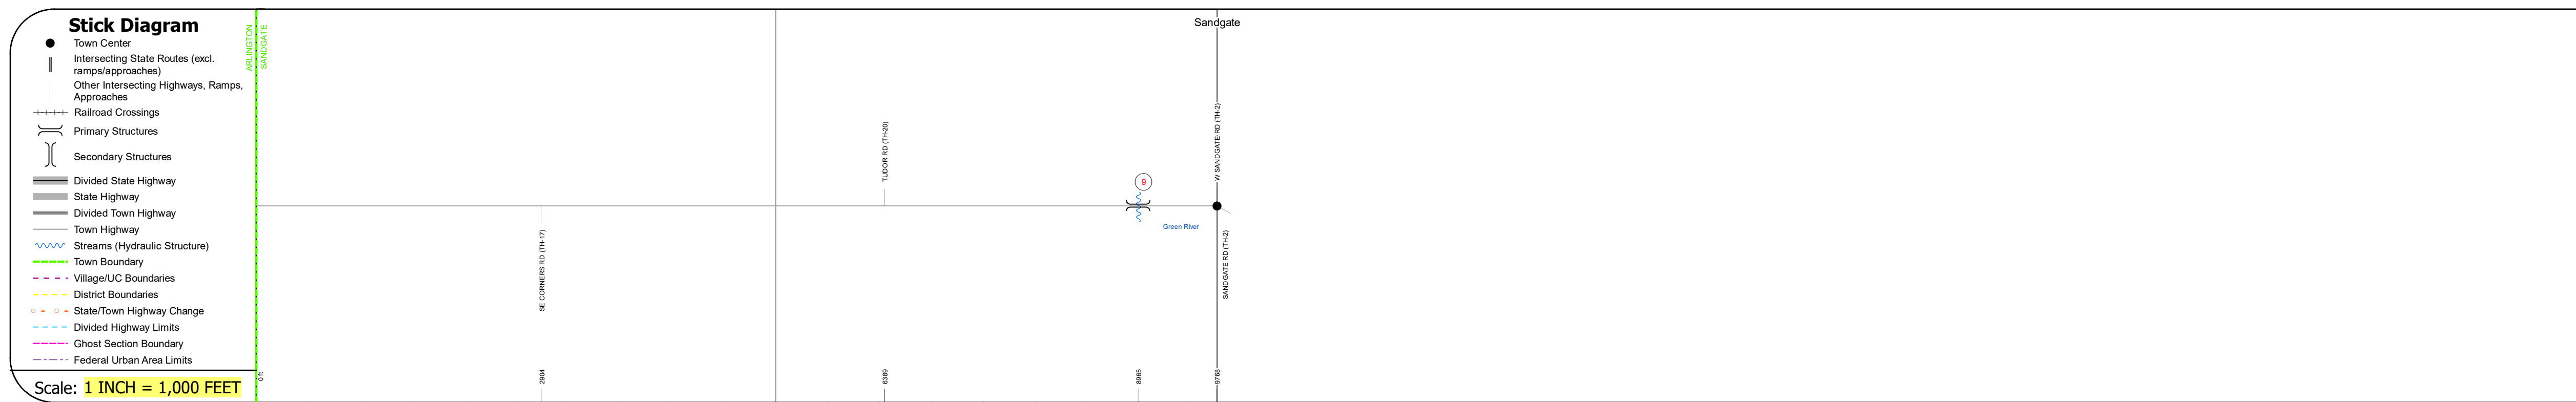 Stick Diagram
Town Center
Intersecting State Routes (excl.
ramps/approaches)
Other Intersecting Highways, Ramps,
Approaches
Railroad Crossings
Primary Structures
Secondary Structures
Divided State Highway
State Highway
Divided Town Highway
Town Highway
Streams (Hydraulic Structure)
Town Boundary
Village/UC Boundaries
District Boundaries
State/Town Highway Change
Divided Highway Limits
Ghost Section Boundary
Federal Urban Area Limits
Scale: 1 INCH = 1,000 FEET
ARLINGTON
SANDGATE
0 ft
SE CORNERS RD (TH-17)
2904
TUDOR RD (TH-20)
6389
9
Green River
8965
Sandgate
W SANDGATE RD (TH-2)
SANDGATE RD (TH-2)
9768